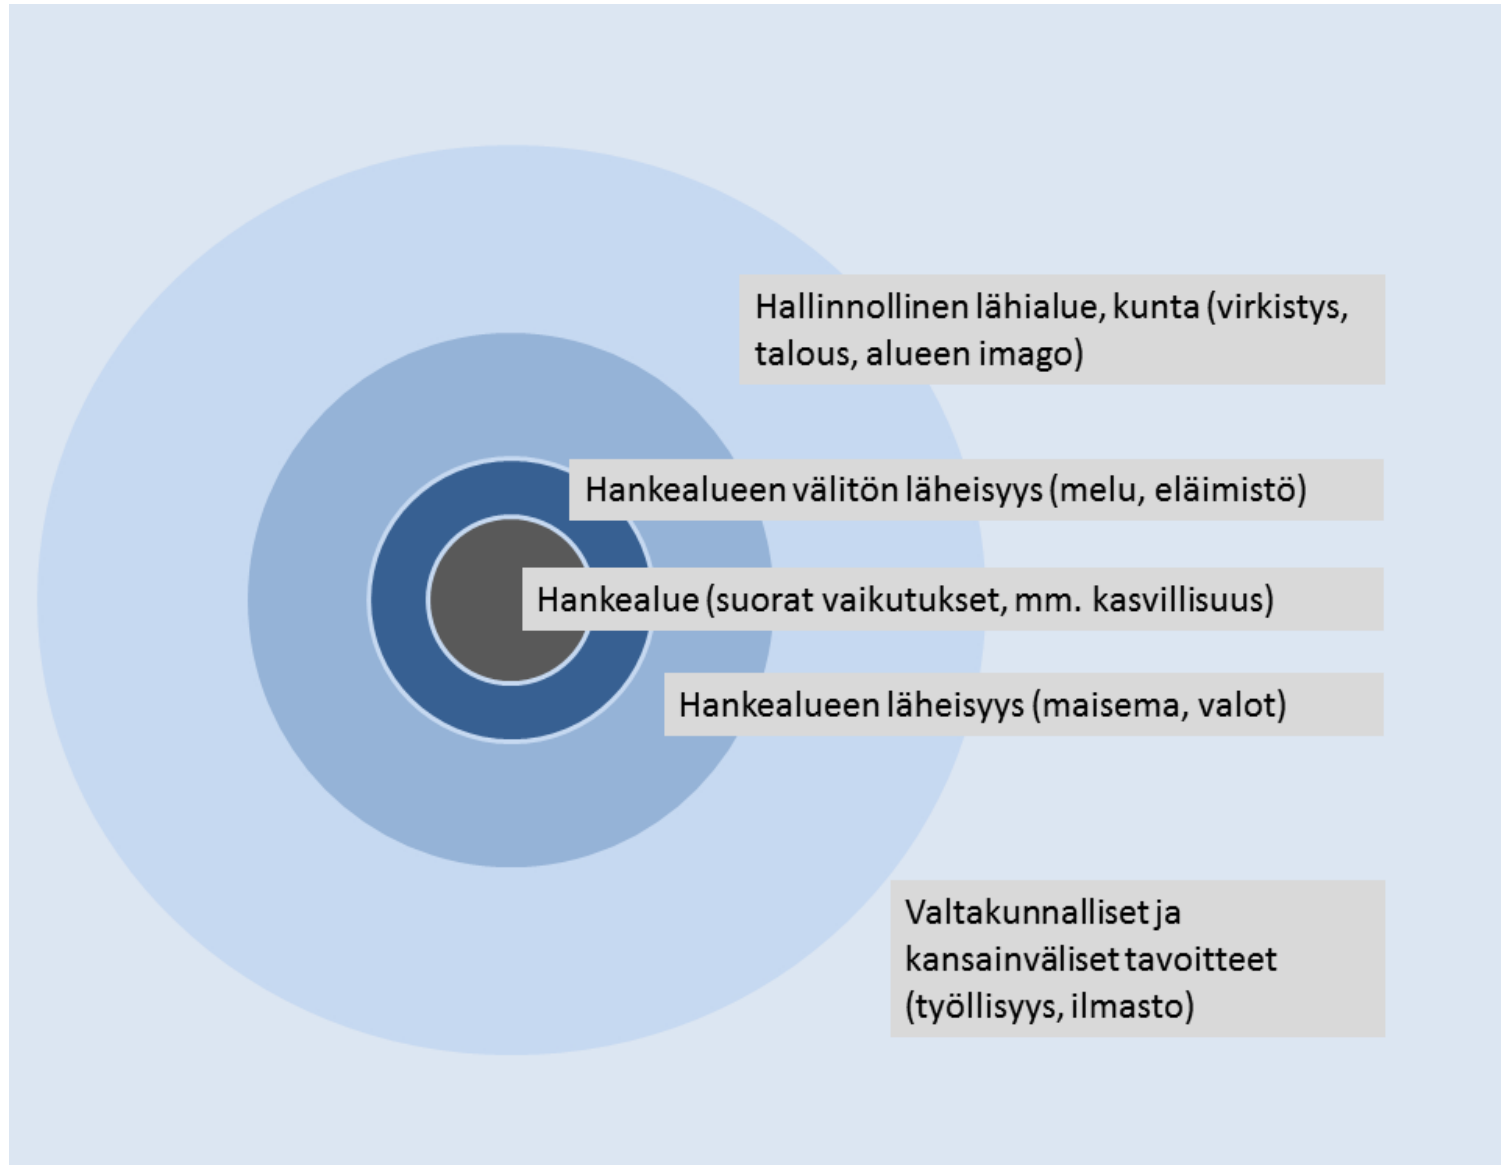 Hallinnollinen lähialue, kunta (virkistys,
talous, alueen imago)
Hankealueen välitön läheisyys (melu, eläimistö)
Hankealue (suorat vaikutukset, mm. kasvillisuus)
Hankealueen läheisyys (maisema, valot)
Valtakunnalliset ja
kansainväliset tavoitteet
(työllisyys, ilmasto)